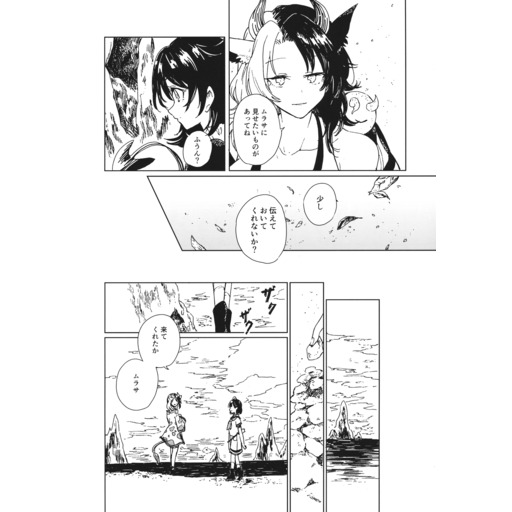 ムラサに
見せたいものが
あってね
ふうん?
少し
伝えて
おいて
くれないか?
ザク
ザク
来て
くれたか
ムラサ